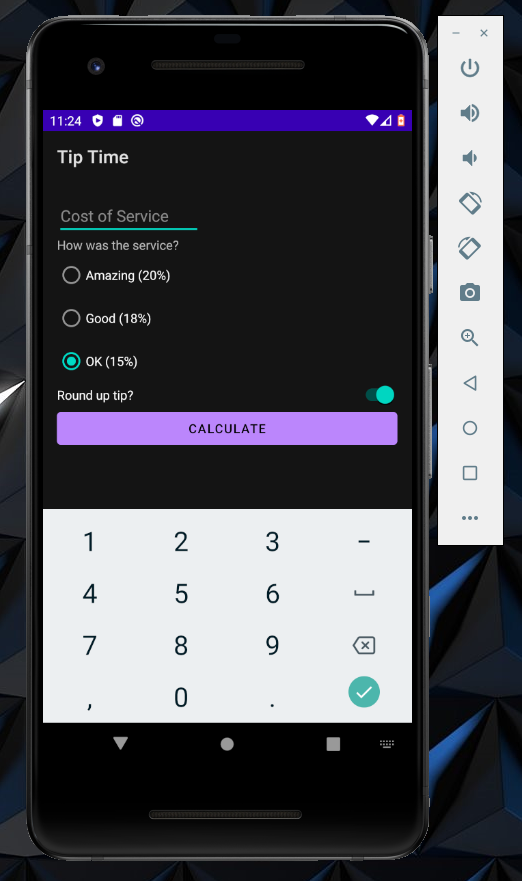 11:24
Tip Time
Cost of Service
How was the service?
Amazing (20%)
Good (18%)
OK (15%)
Round up tip?
CALCULATE
1 2 3 −
4 5 6
7 8 9
, 0 .